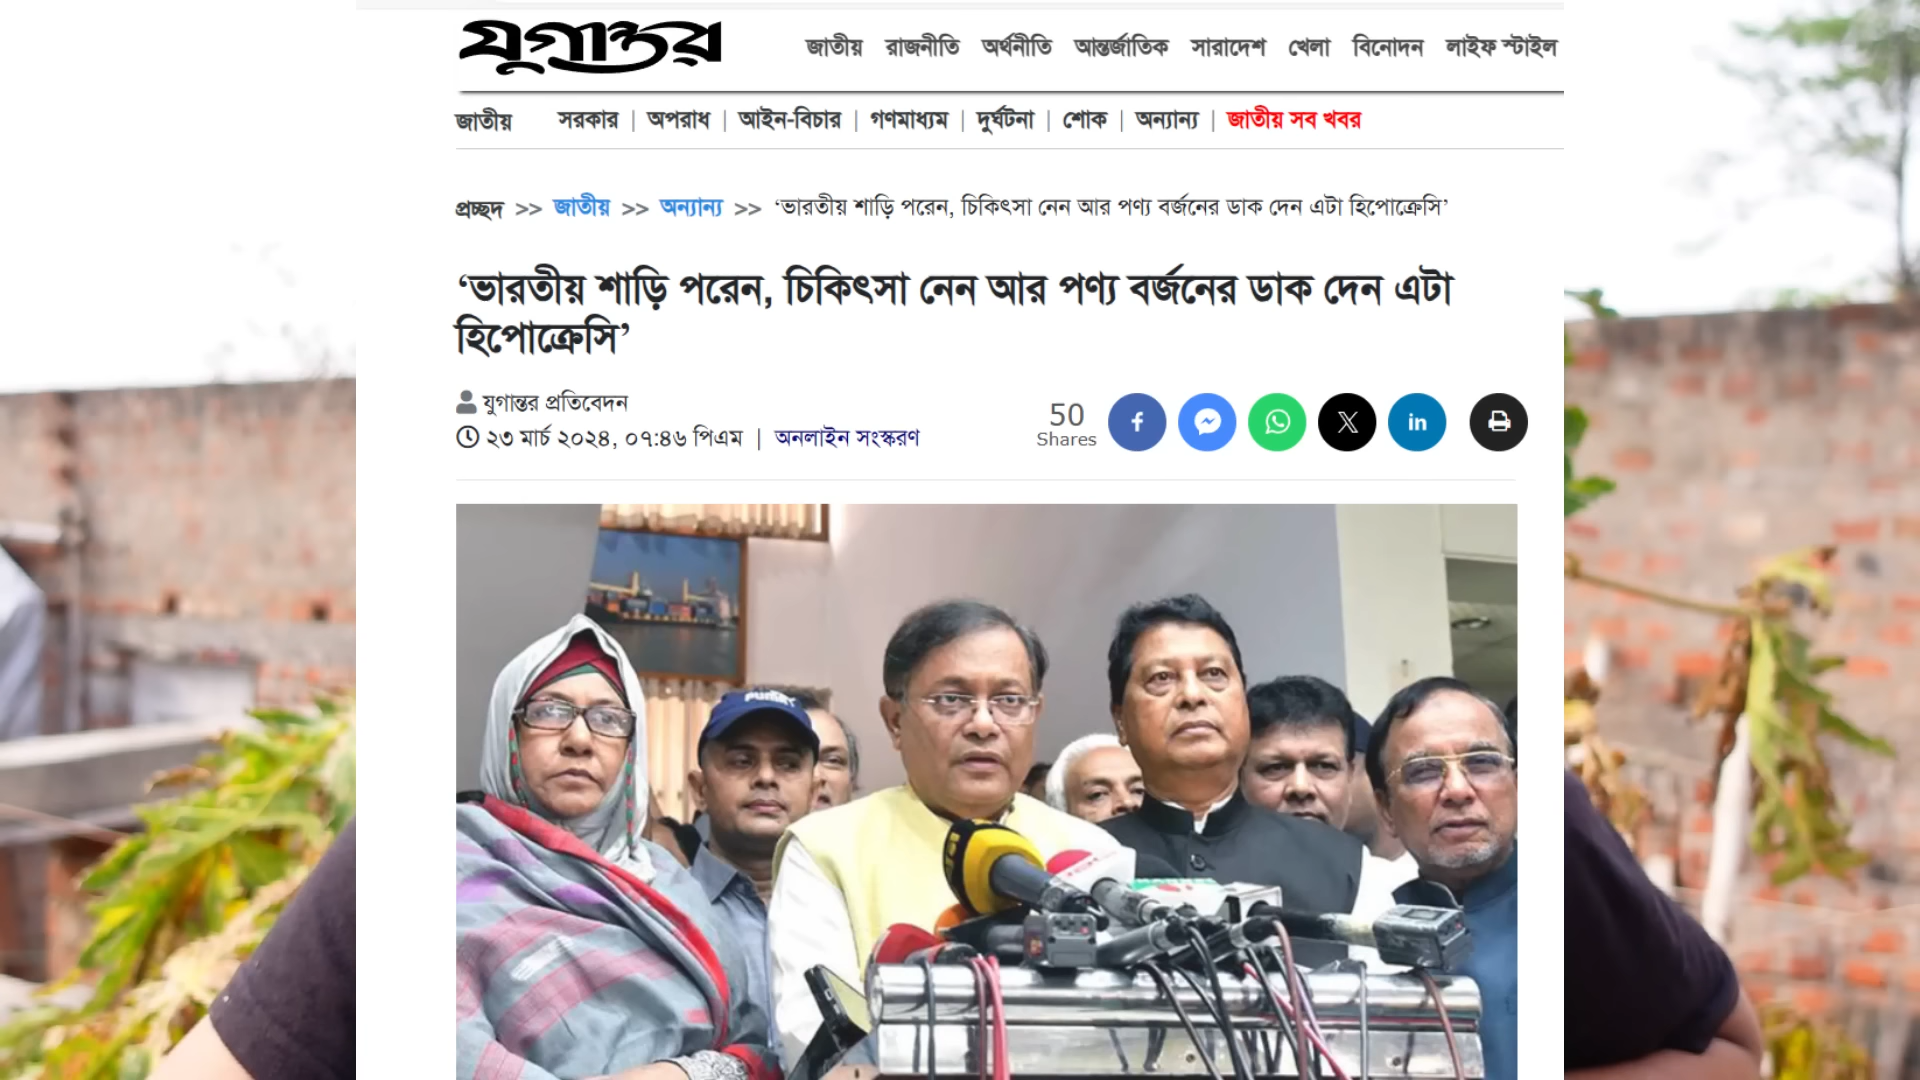 যুগান্তর
জাতীয় রাজনীতি অর্থনীতি আন্তর্জাতিক সারাদেশ খেলা বিনোদন লাইফ স্টাইল
জাতীয় সরকার | অপরাধ | আইন-বিচার | গণমাধ্যম | দুর্ঘটনা | শোক | অন্যান্য | জাতীয় সব খবর
প্রচ্ছদ >> জাতীয় >> অন্যান্য >> ‘ভারতীয় শাড়ি পরেন, চিকিৎসা নেন আর পণ্য বর্জনের ডাক দেন এটা হিপোক্রেসি’
‘ভারতীয় শাড়ি পরেন, চিকিৎসা নেন আর পণ্য বর্জনের ডাক দেন এটা
হিপোক্রেসি’
যুগান্তর প্রতিবেদন
২৩ মার্চ ২০২৪, ০৭:৪৬ পিএম | অনলাইন সংস্করণ
50
Shares